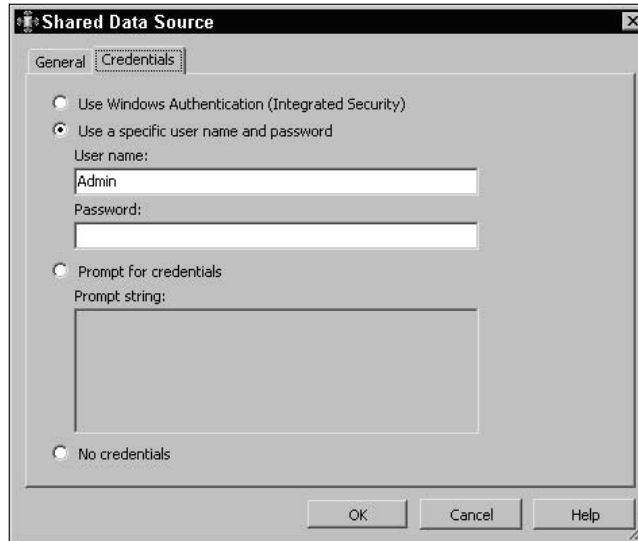 Shared Data Source
General
Credentials
Use Windows Authentication (Integrated Security)
Use a specific user name and password
User name:
Admin
Password:
Prompt for credentials
Prompt string:
No credentials
OK
Cancel
Help